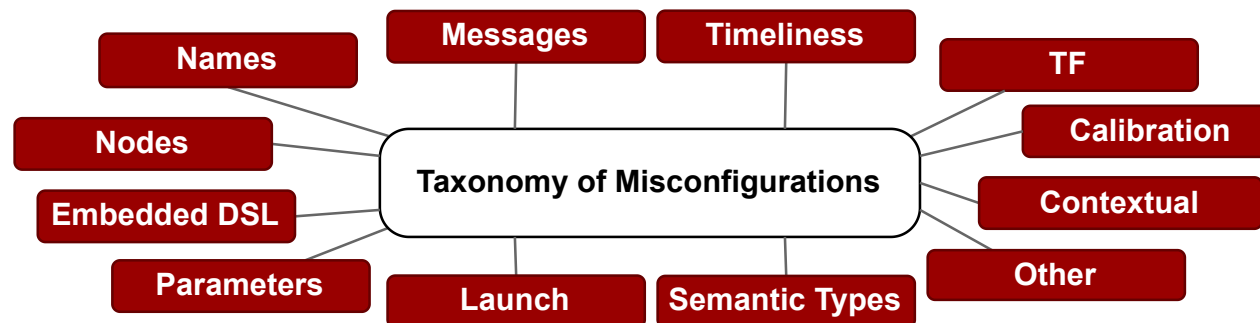 Messages
Timeliness
Names
TF
Calibration
Nodes
Taxonomy of Misconfigurations
Embedded DSL
Contextual
Parameters
Launch
Semantic Types
Other